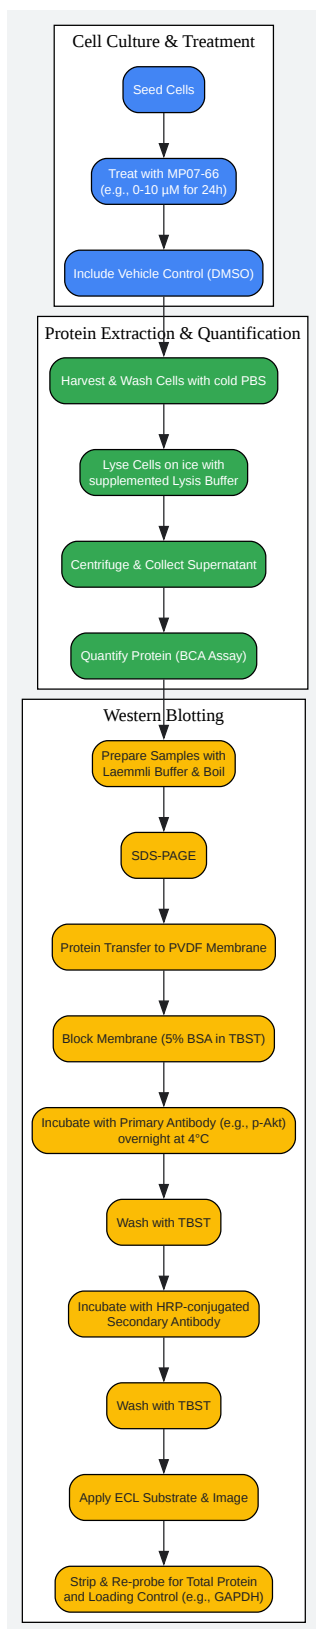 Cell Culture & Treatment
Seed Cells
Treat with MP07-66
(e.g., 0-10 µM for 24h)
Include Vehicle Control (DMSO)
Protein Extraction & Quantification
Harvest & Wash Cells with cold PBS
Lyse Cells on ice with
supplemented Lysis Buffer
Centrifuge & Collect Supernatant
Quantify Protein (BCA Assay)
Western Blotting
Prepare Samples with
Laemmli Buffer & Boil
SDS-PAGE
Protein Transfer to PVDF Membrane
Block Membrane (5% BSA in TBST)
Incubate with Primary Antibody (e.g., p-Akt)
overnight at 4°C
Wash with TBST
Incubate with HRP-conjugated
Secondary Antibody
Wash with TBST
Apply ECL Substrate & Image
Strip & Re-probe for Total Protein
and Loading Control (e.g., GAPDH)